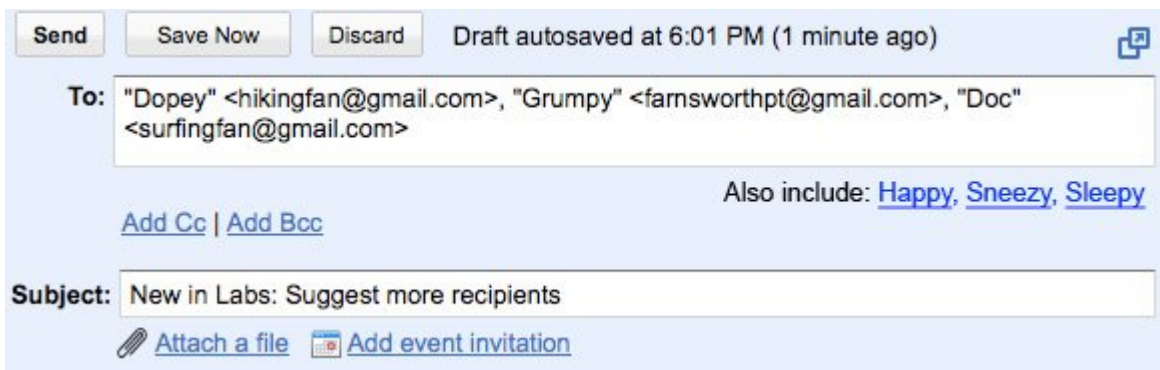 Send Save Now Discard Draft autosaved at 6:01 PM (1 minute ago)
To: "Dopey" <hikingfan@gmail.com>, "Grumpy" <farnsworthpt@gmail.com>, "Doc"
<surfingfan@gmail.com>
Also include: Happy, Sneezy, Sleepy
Add Cc | Add Bcc
Subject: New in Labs: Suggest more recipients
Attach a file Add event invitation